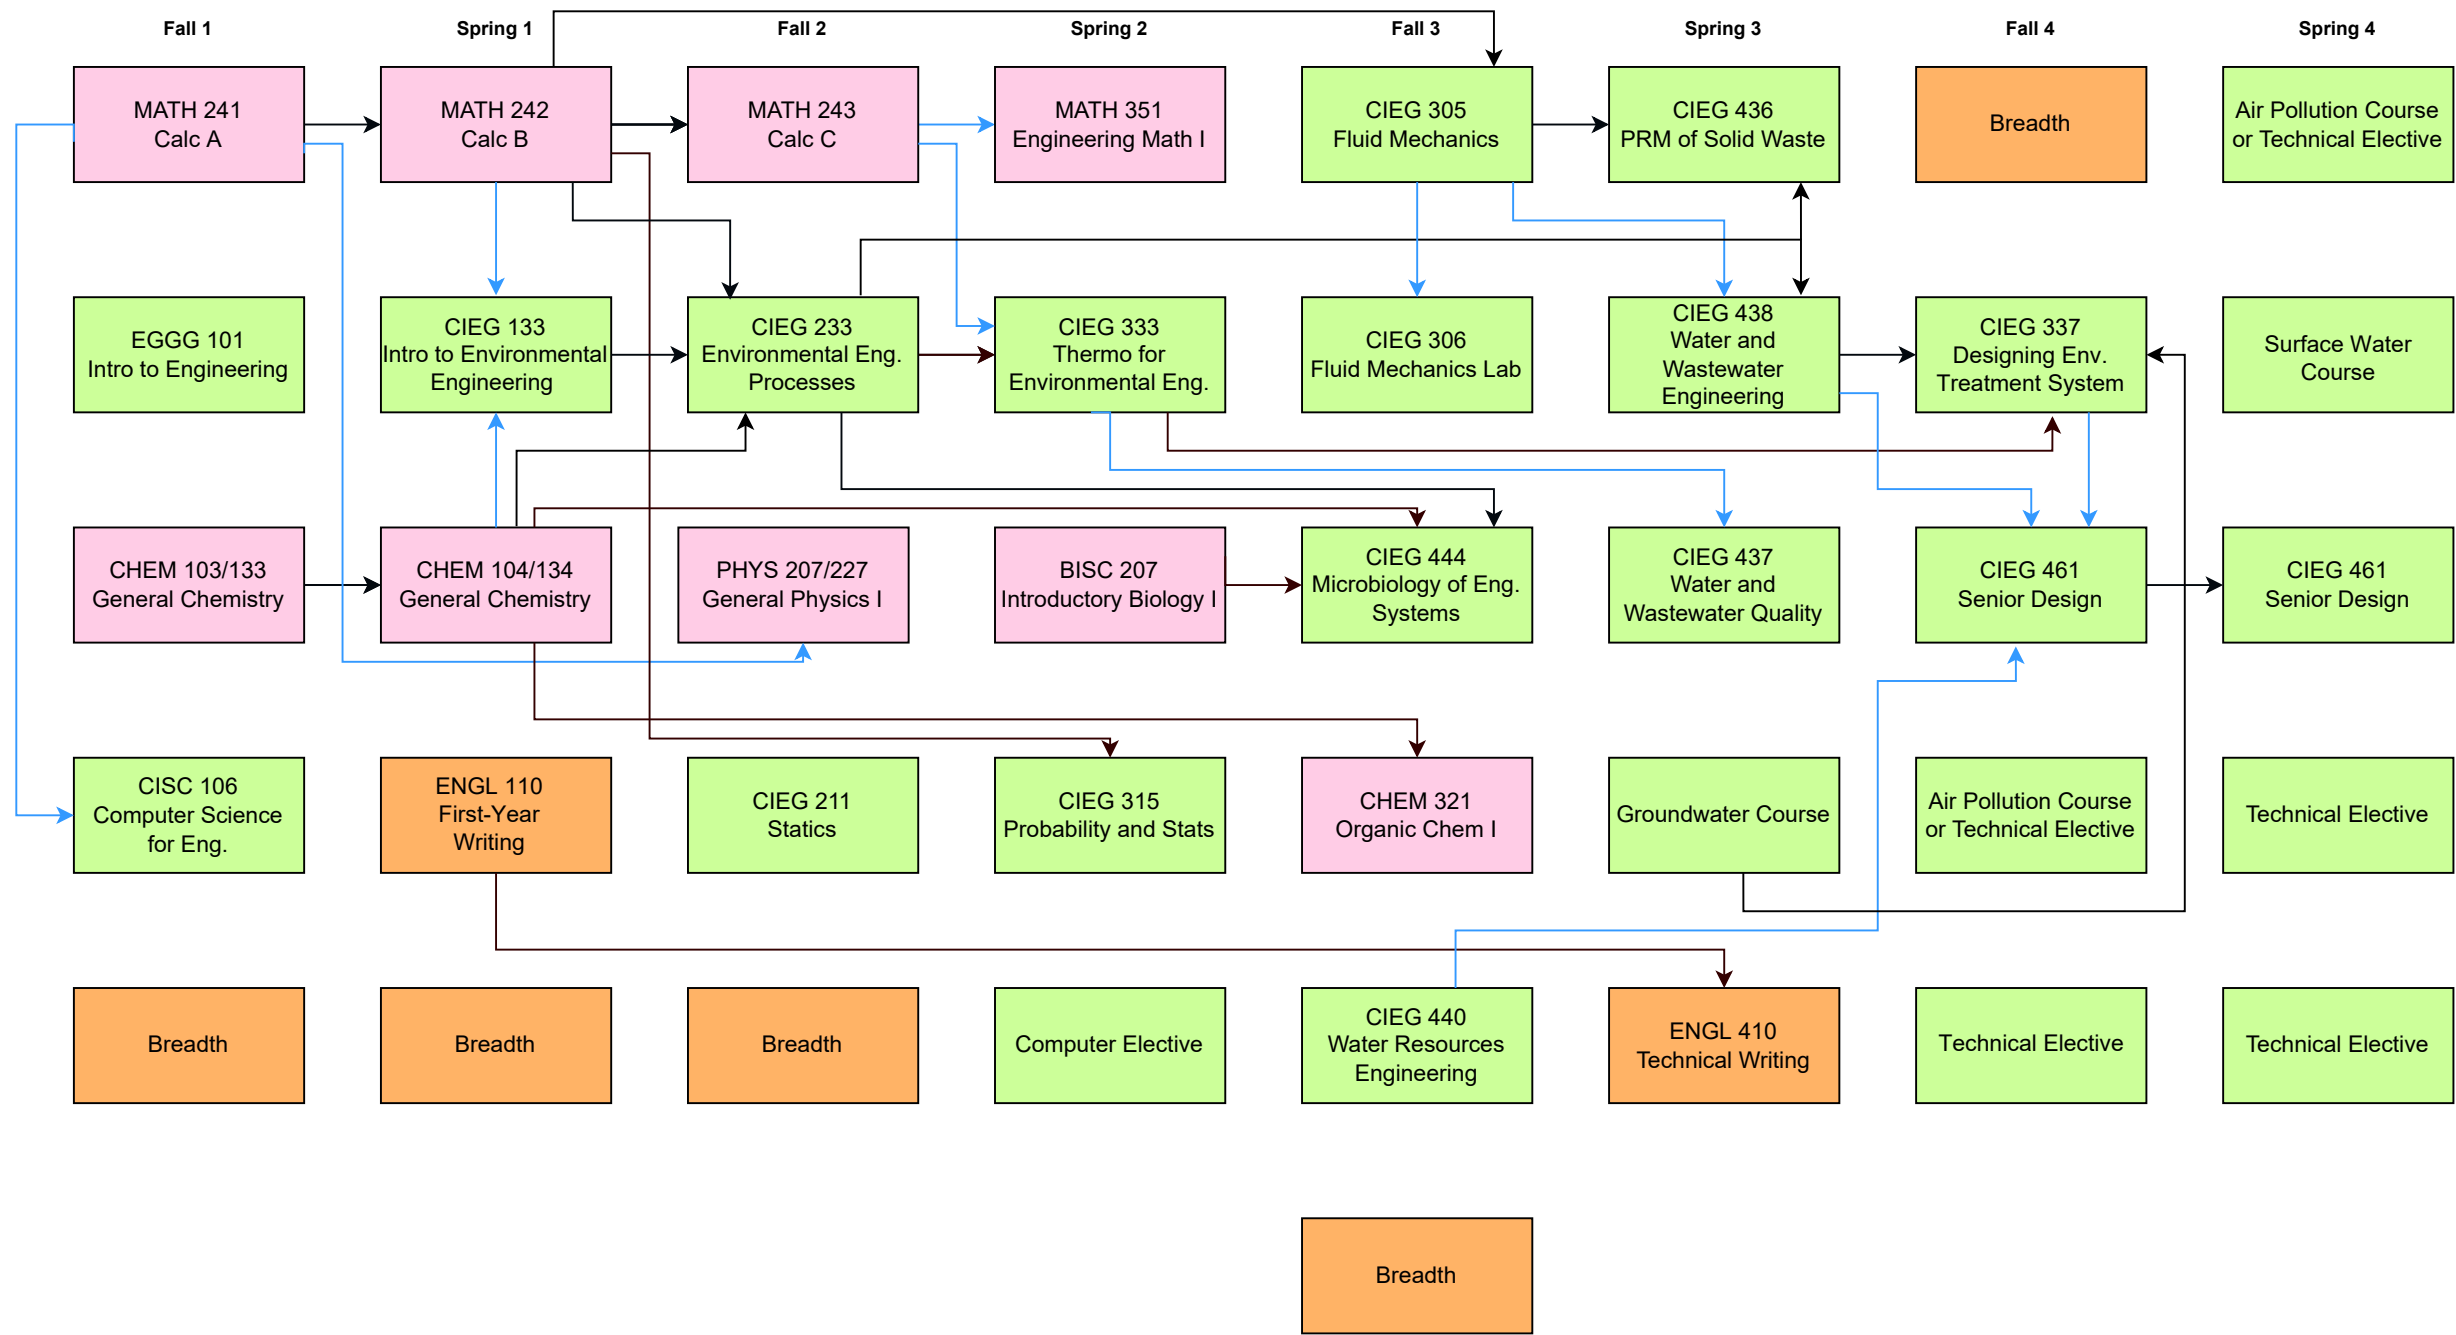 Fall 1
Spring 1
Fall 2
Spring 2
Fall 3
Spring 3
Fall 4
Spring 4
MATH 241
Calc A
MATH 242
Calc B
MATH 243
Calc C
MATH 351
Engineering Math I
CIEG 305
Fluid Mechanics
CIEG 436
PRM of Solid Waste
Breadth
Air Pollution Course
or Technical Elective
EGGG 101
Intro to Engineering
CIEG 133
Intro to Environmental
Engineering
CIEG 233
Environmental Eng.
Processes
CIEG 333
Thermo for
Environmental Eng.
CIEG 306
Fluid Mechanics Lab
CIEG 438
Water and
Wastewater
Engineering
CIEG 337
Designing Env.
Treatment System
Surface Water
Course
CHEM 103/133
General Chemistry
CHEM 104/134
General Chemistry
PHYS 207/227
General Physics I
BISC 207
Introductory Biology I
CIEG 444
Microbiology of Eng.
Systems
CIEG 437
Water and
Wastewater Quality
CIEG 461
Senior Design
CIEG 461
Senior Design
CISC 106
Computer Science
for Eng.
ENGL 110
First-Year
Writing
CIEG 211
Statics
CIEG 315
Probability and Stats
CHEM 321
Organic Chem I
Groundwater Course
Air Pollution Course
or Technical Elective
Technical Elective
Breadth
Breadth
Breadth
Computer Elective
CIEG 440
Water Resources
Engineering
ENGL 410
Technical Writing
Technical Elective
Technical Elective
Breadth